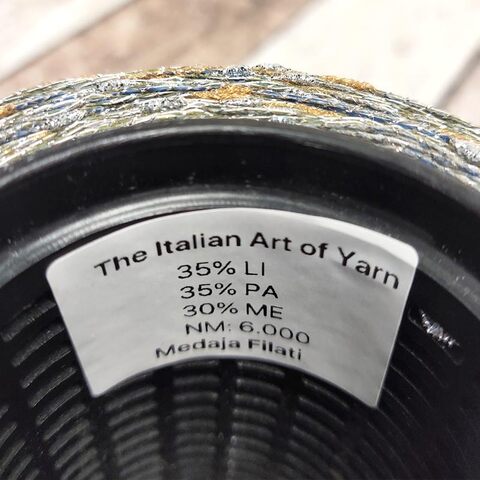 The Italian Art of Yarn
35% LI
35% PA
30% ME
NM: 6.000
Medaja Filati